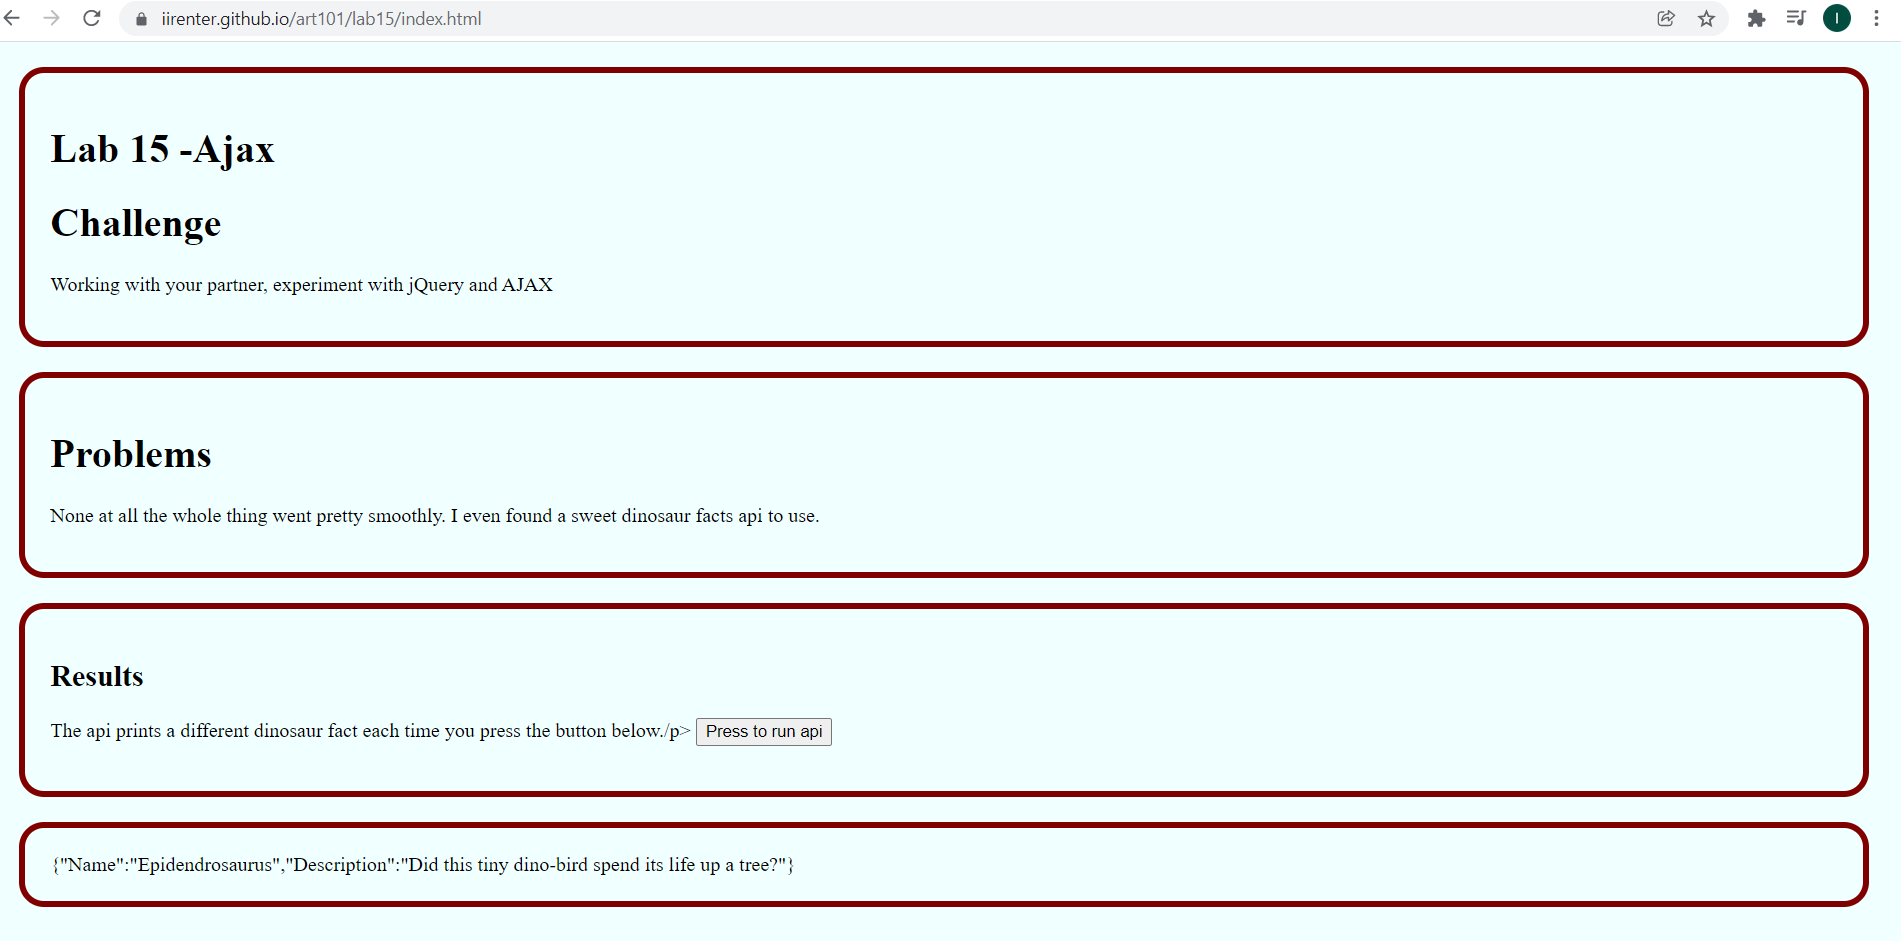 iirenter.github.io/art101/lab15/index.html
I
Lab 15 -Ajax
Challenge
Working with your partner, experiment with jQuery and AJAX
Problems
None at all the whole thing went pretty smoothly. I even found a sweet dinosaur facts api to use.
Results
The api prints a different dinosaur fact each time you press the button below./p> Press to run api
{"Name":"Epidendrosaurus","Description":"Did this tiny dino-bird spend its life up a tree?"}